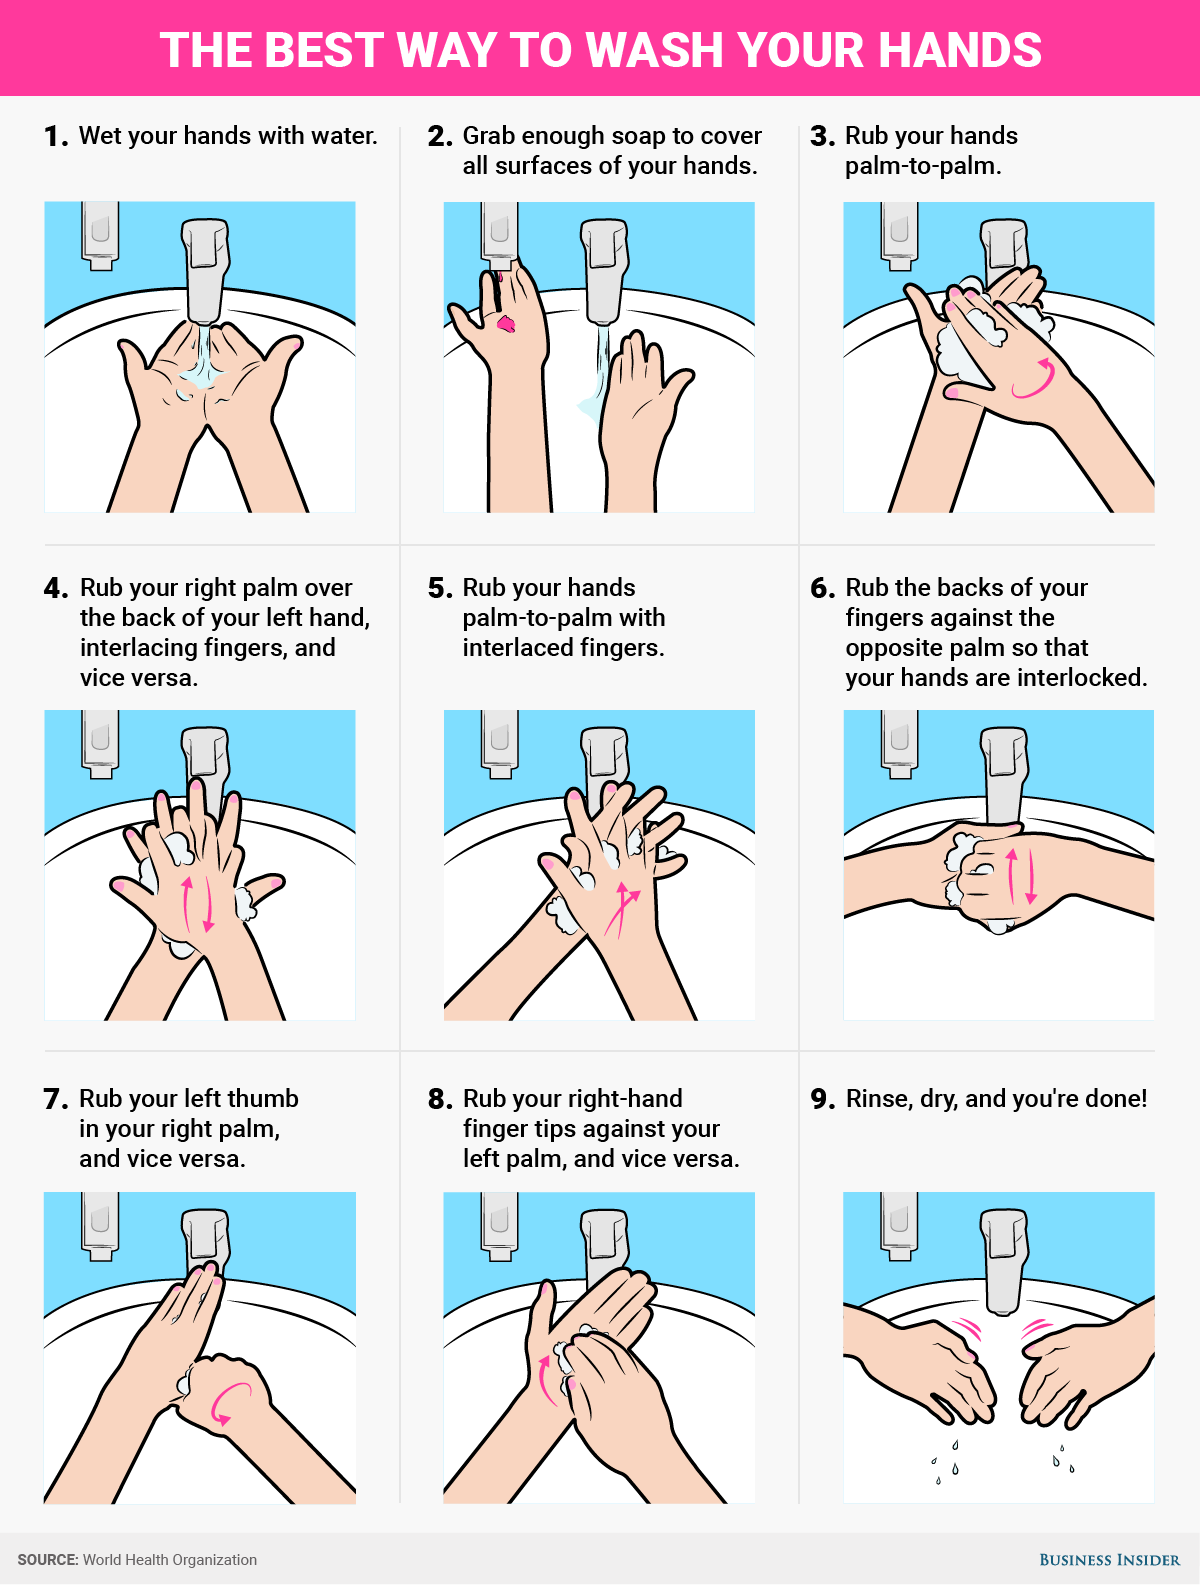 THE BEST WAY TO WASH YOUR HANDS
1. Wet your hands with water.
2. Grab enough soap to cover
all surfaces of your hands.
3. Rub your hands
palm-to-palm.
4. Rub your right palm over
the back of your left hand,
interlacing fingers, and
vice versa.
5. Rub your hands
palm-to-palm with
interlaced fingers.
6. Rub the backs of your
fingers against the
opposite palm so that
your hands are interlocked.
7. Rub your left thumb
in your right palm,
and vice versa.
8. Rub your right-hand
finger tips against your
left palm, and vice versa.
9. Rinse, dry, and you're done!
SOURCE: World Health Organization
BUSINESS INSIDER